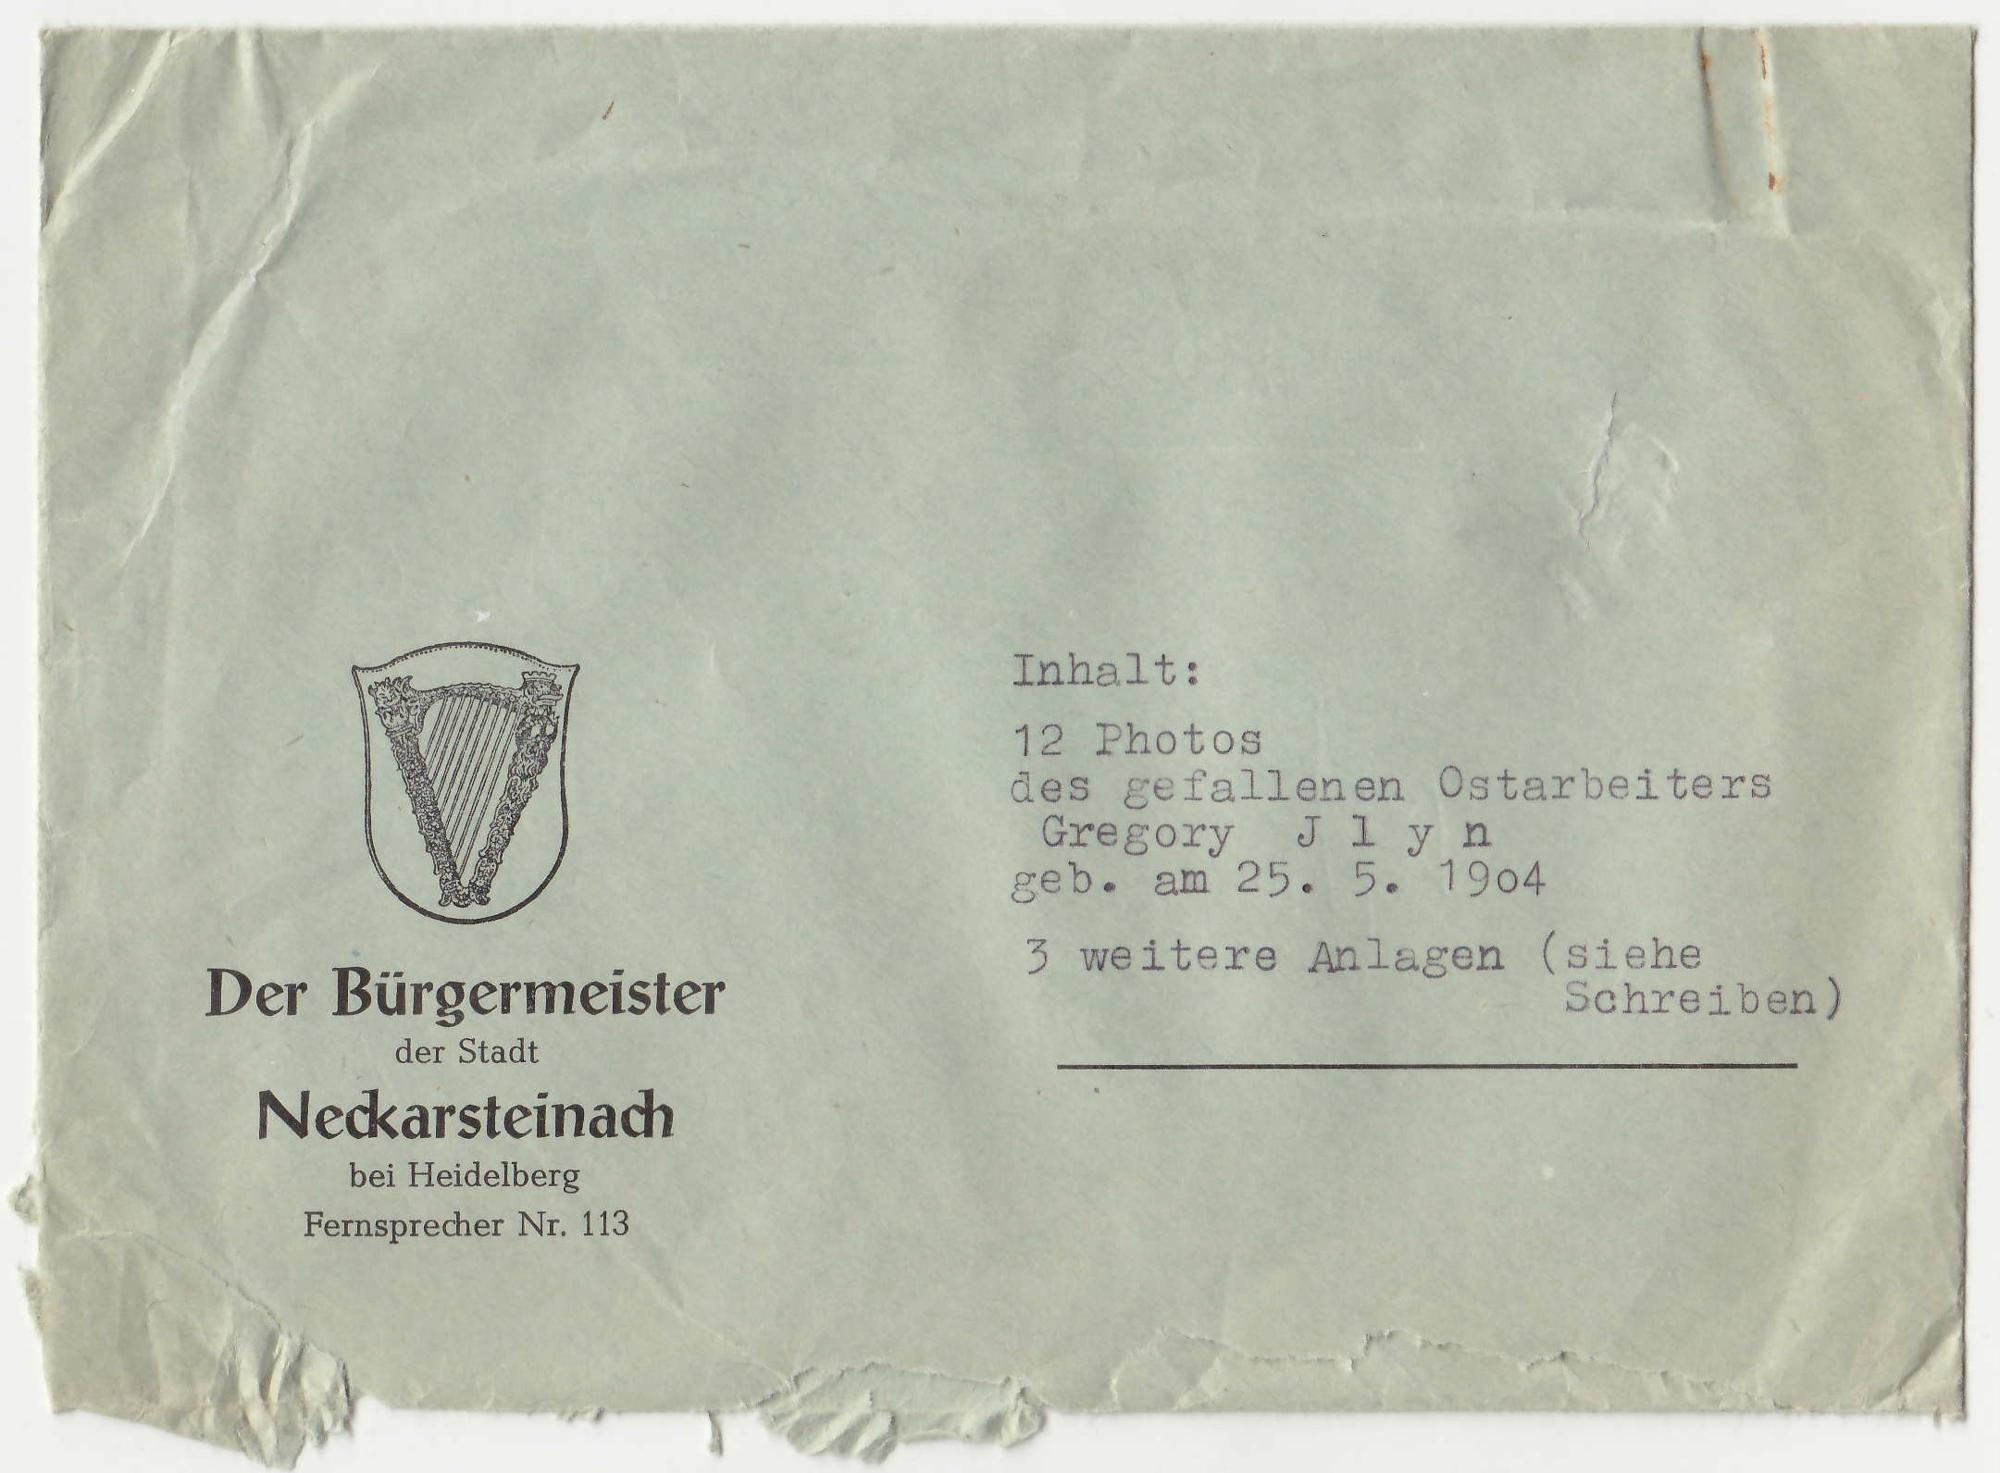 Der Bürgermeister
der Stadt
Neckarsteinach
bei Heidelberg
Fernsprecher Nr. 113
Inhalt:
12 Photos
des gefallenen Ostarbeiters
Gregory J l y n
geb. am 25. 5. 19o4
3 weitere Anlagen (siehe
Schreiben)